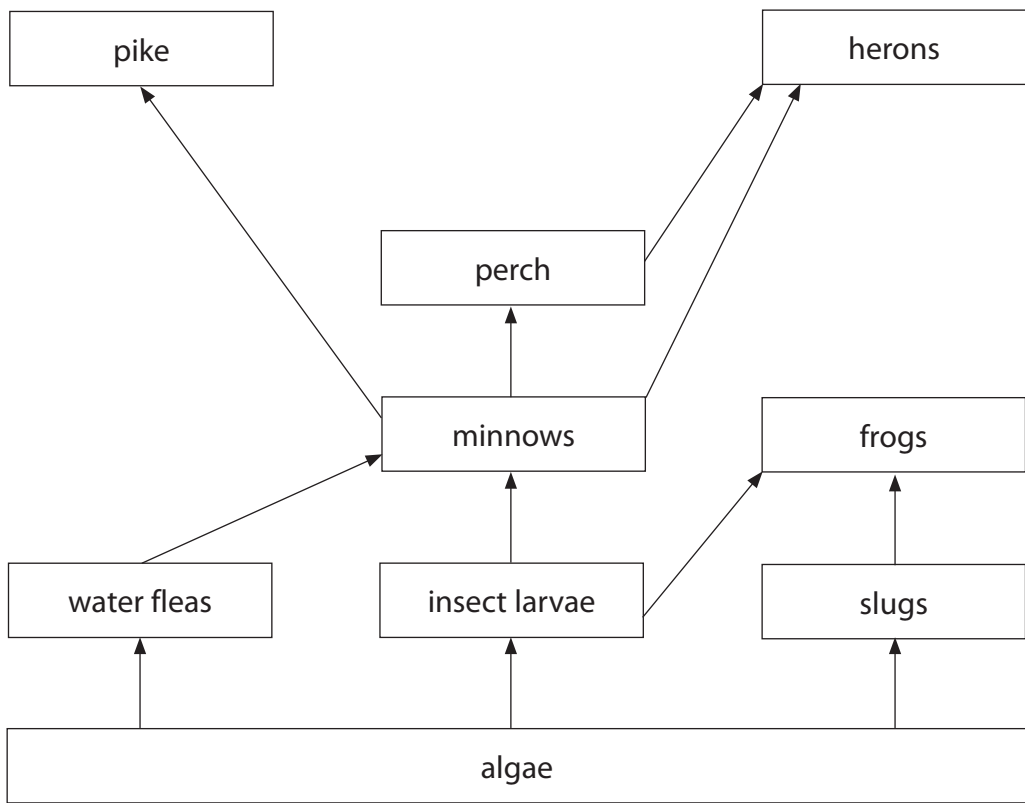 pike
herons
perch
minnows
frogs
water fleas
insect larvae
slugs
algae